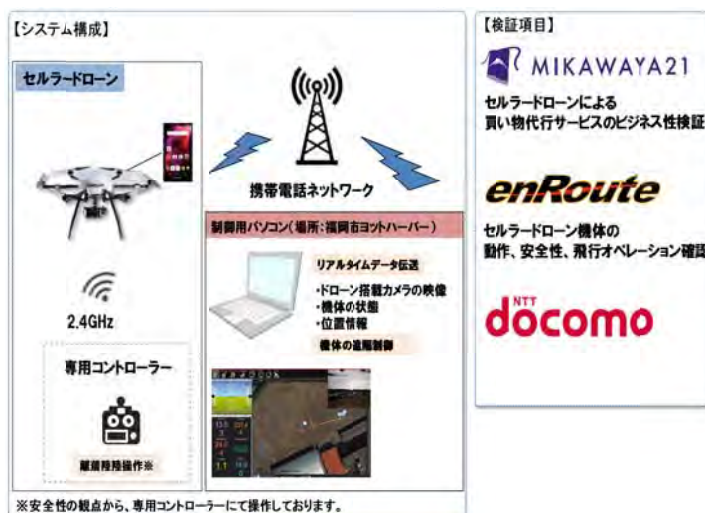 【システム構成】
セルラードローン
携帯電話ネットワーク
2.4GHz
専用コントローラー
離着陸操作※
制御用パソコン(場所:福岡市ヨットハーバー)
リアルタイムデータ伝送
・ドローン搭載カメラの映像
・機体の状態
・位置情報
機体の遠隔制御
※安全性の観点から、専用コントローラーにて操作しております。
【検証項目】
MIKAWAYA21
セルラードローンによる
買い物代行サービスのビジネス性検証
enRoute
セルラードローン機体の
動作、安全性、飛行オペレーション確認
NTT
docomo